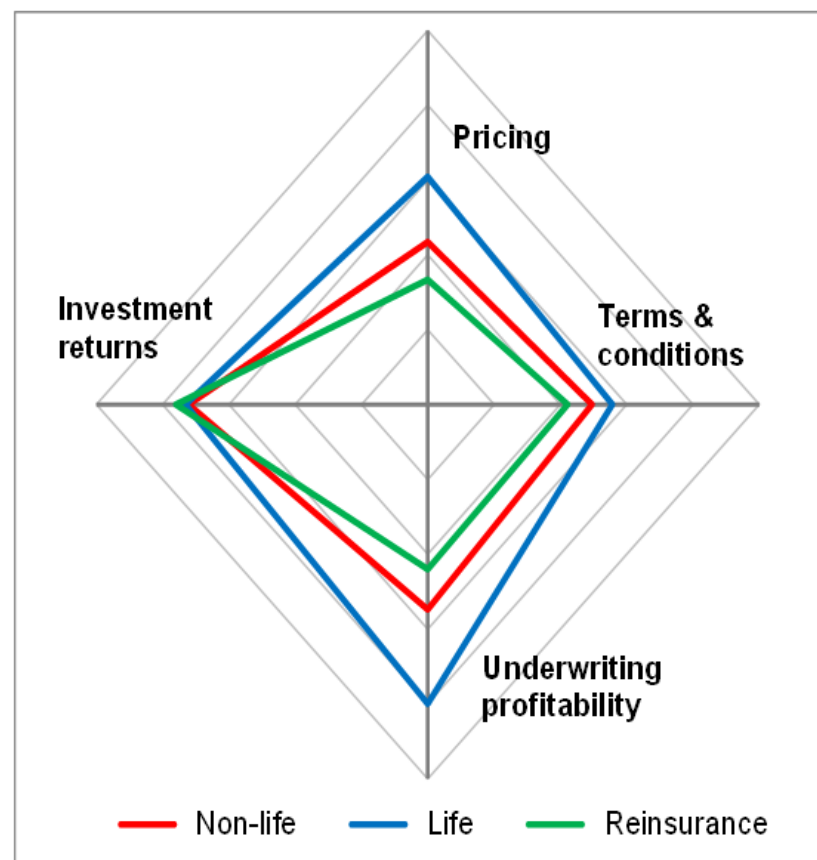 Pricing
Investment
returns
Terms &
conditions
Underwriting
profitability
Non-life
Life
Reinsurance